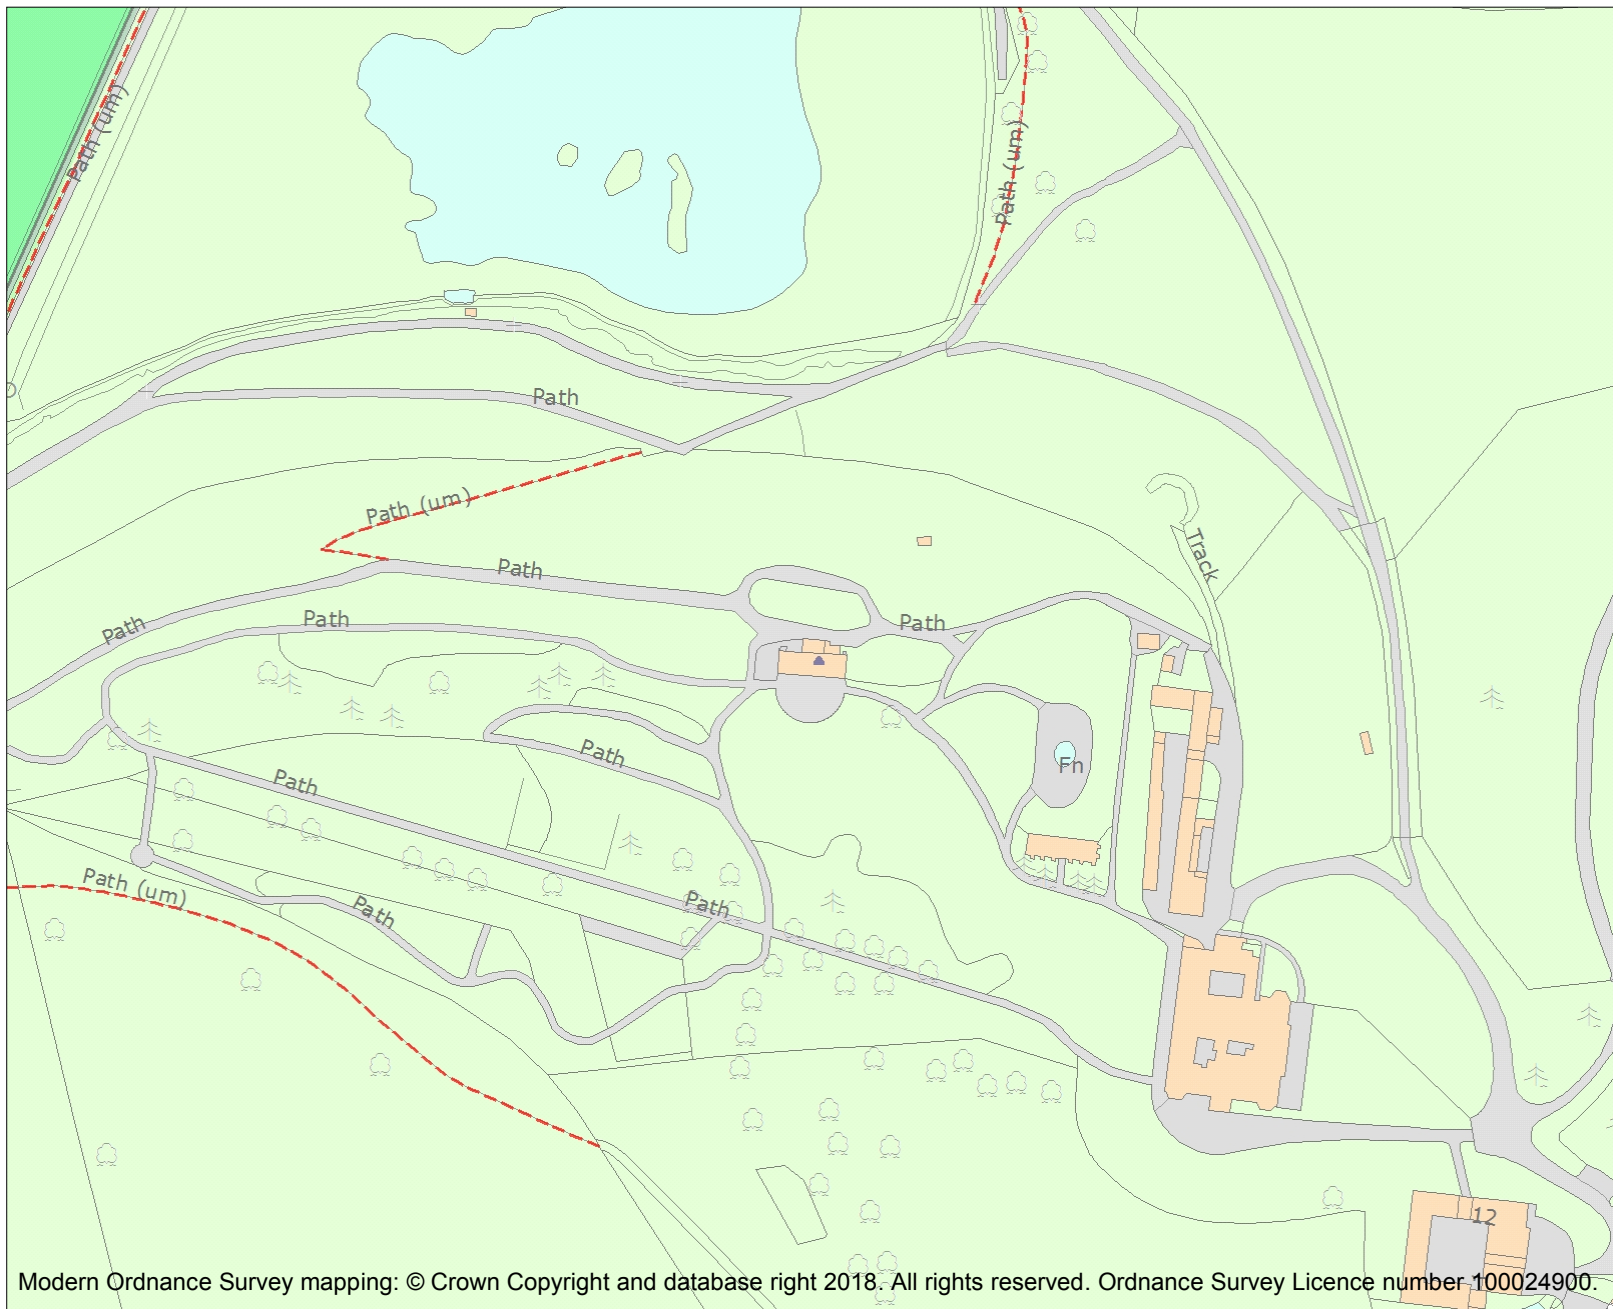 Path (um)
Path (um)
Path
Path (um)
Track
Path
Path
Path
Path
Path
Fn
Path
Path (um)
Path
Path
12
Modern Ordnance Survey mapping: © Crown Copyright and database right 2018. All rights reserved. Ordnance Survey Licence number 100024900.